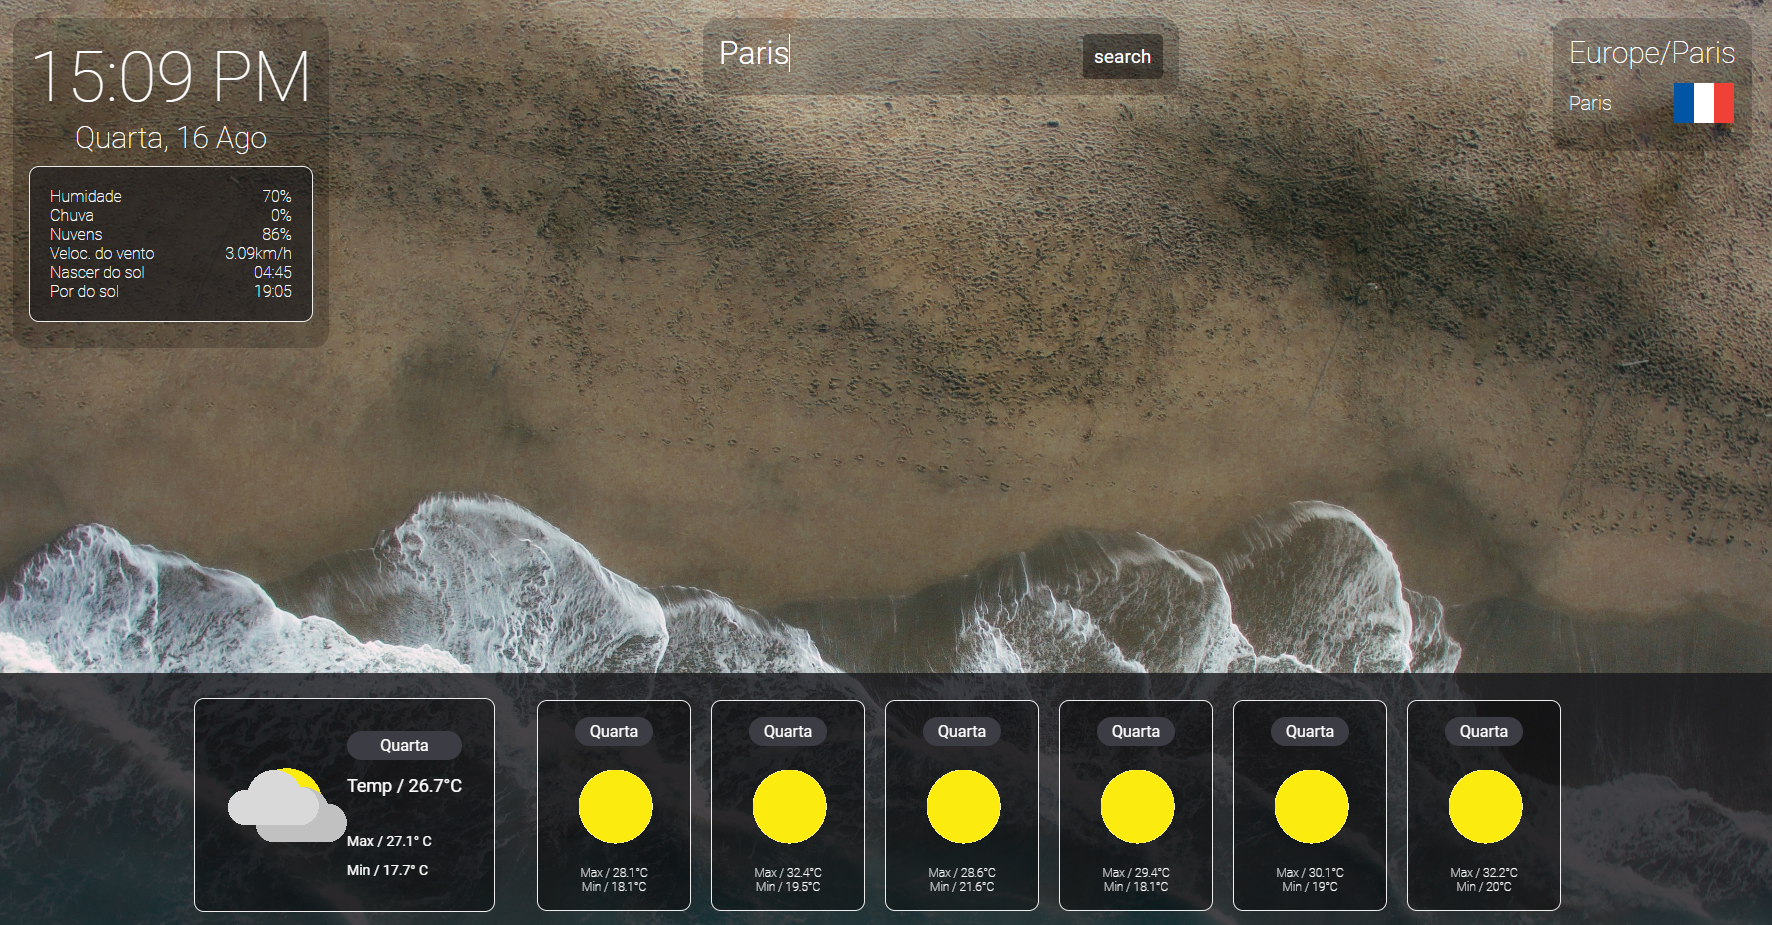 15:09 PM
Quarta, 16 Ago
Humidade 70%
Chuva 0%
Nuvens 86%
Veloc. do vento 3.09km/h
Nascer do sol 04:45
Por do sol 19:05
Paris
search
Europe/Paris
Paris
Quarta
Temp / 26.7°C
Max / 27.1° C
Min / 17.7° C
Quarta
Max / 28.1°C
Min / 18.1°C
Quarta
Max / 32.4°C
Min / 19.5°C
Quarta
Max / 28.6°C
Min / 21.6°C
Quarta
Max / 29.4°C
Min / 18.1°C
Quarta
Max / 30.1°C
Min / 19°C
Quarta
Max / 32.2°C
Min / 20°C